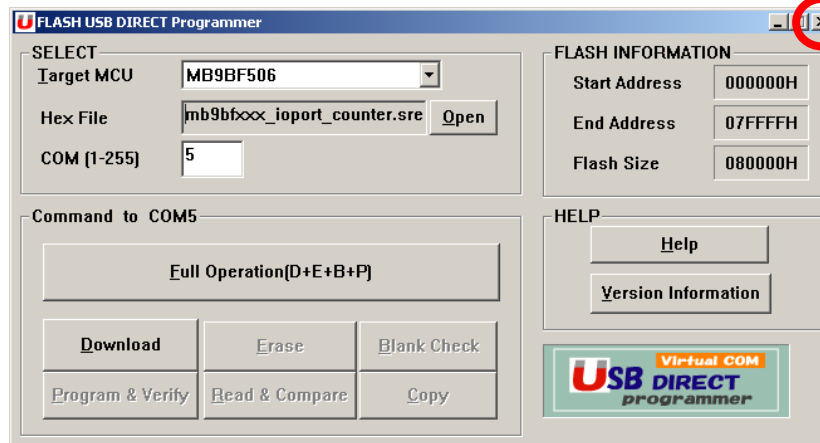 FLASH USB DIRECT Programmer
SELECT
Target MCU MB9BF506
Hex File mb9bfxxx_ioport_counter.sre Open
COM (1-255) 5
FLASH INFORMATION
Start Address 000000H
End Address 07FFFFH
Flash Size 080000H
Command to COM5
Full Operation(D+E+B+P)
Download Erase Blank Check
Program & Verify Read & Compare Copy
HELP
Help
Version Information
Virtual COM
USB DIRECT
programmer